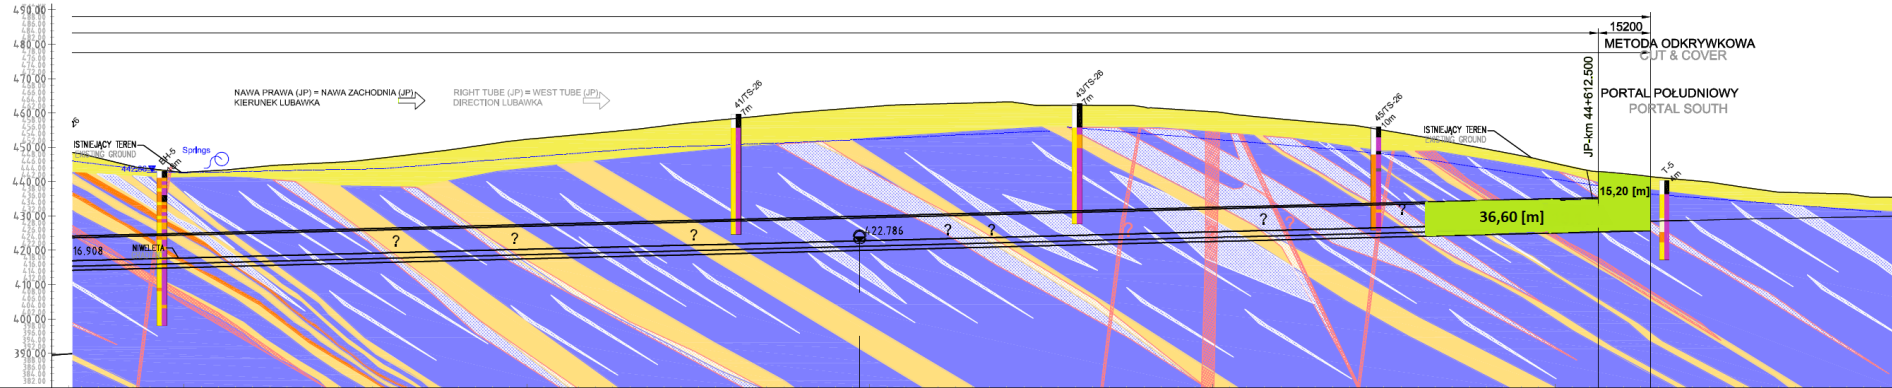 490.00
480.00
470.00
460.00
450.00
440.00
430.00
420.00
410.00
400.00
390.00
15200
METODA ODKRYWKOWA
CUT & COVER
JP-km 44+612.500
PORTAL POŁUDNIOWY
PORTAL SOUTH
NAWA PRAWA (JP) = NAWA ZACHODNIA (JP)
KIERUNEK LUBAWKA
RIGHT TUBE (JP) = WEST TUBE (JP)
DIRECTION LUBAWKA
41/TS-26
7m
43/TS-26
7m
45/TS-26
10m
ISTNIEJĄCY TEREN
EXISTING GROUND
BH-5
Springs
ISTNIEJĄCY TEREN
EXISTING GROUND
T-5
4m
15,20 [m]
36,60 [m]
16.908
NIWELETA
422.786
?
?
?
?
?
?
?
?